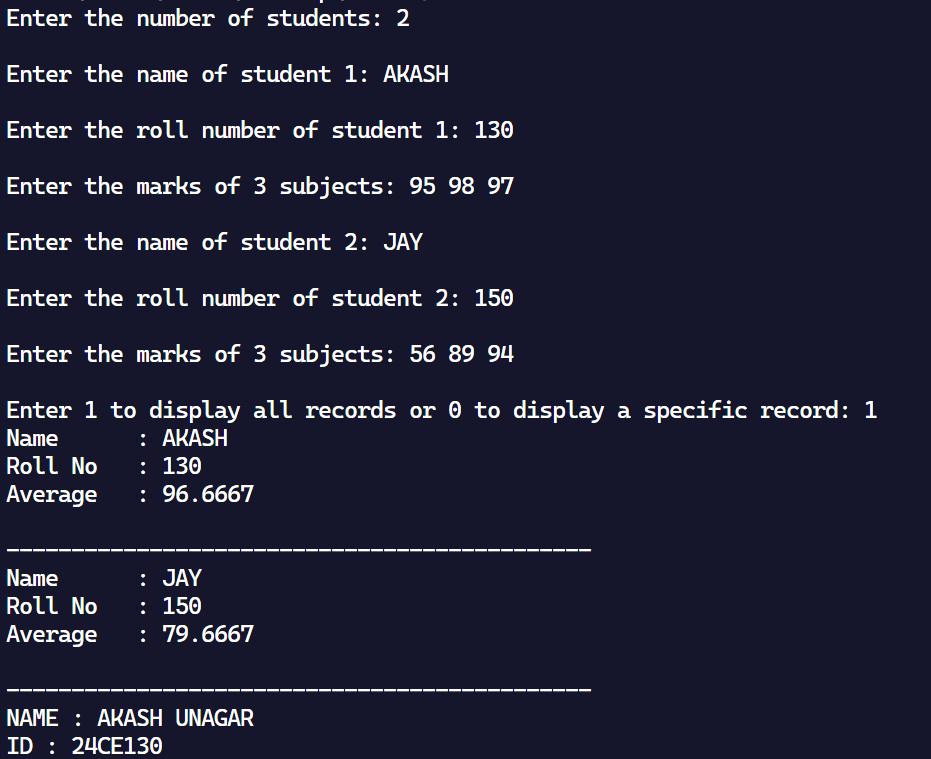 Enter the number of students: 2
Enter the name of student 1: AKASH
Enter the roll number of student 1: 130
Enter the marks of 3 subjects: 95 98 97
Enter the name of student 2: JAY
Enter the roll number of student 2: 150
Enter the marks of 3 subjects: 56 89 94
Enter 1 to display all records or 0 to display a specific record: 1
Name      : AKASH
Roll No   : 130
Average   : 96.6667
_____________________________________________
Name      : JAY
Roll No   : 150
Average   : 79.6667
_____________________________________________
NAME : AKASH UNAGAR
ID : 24CE130